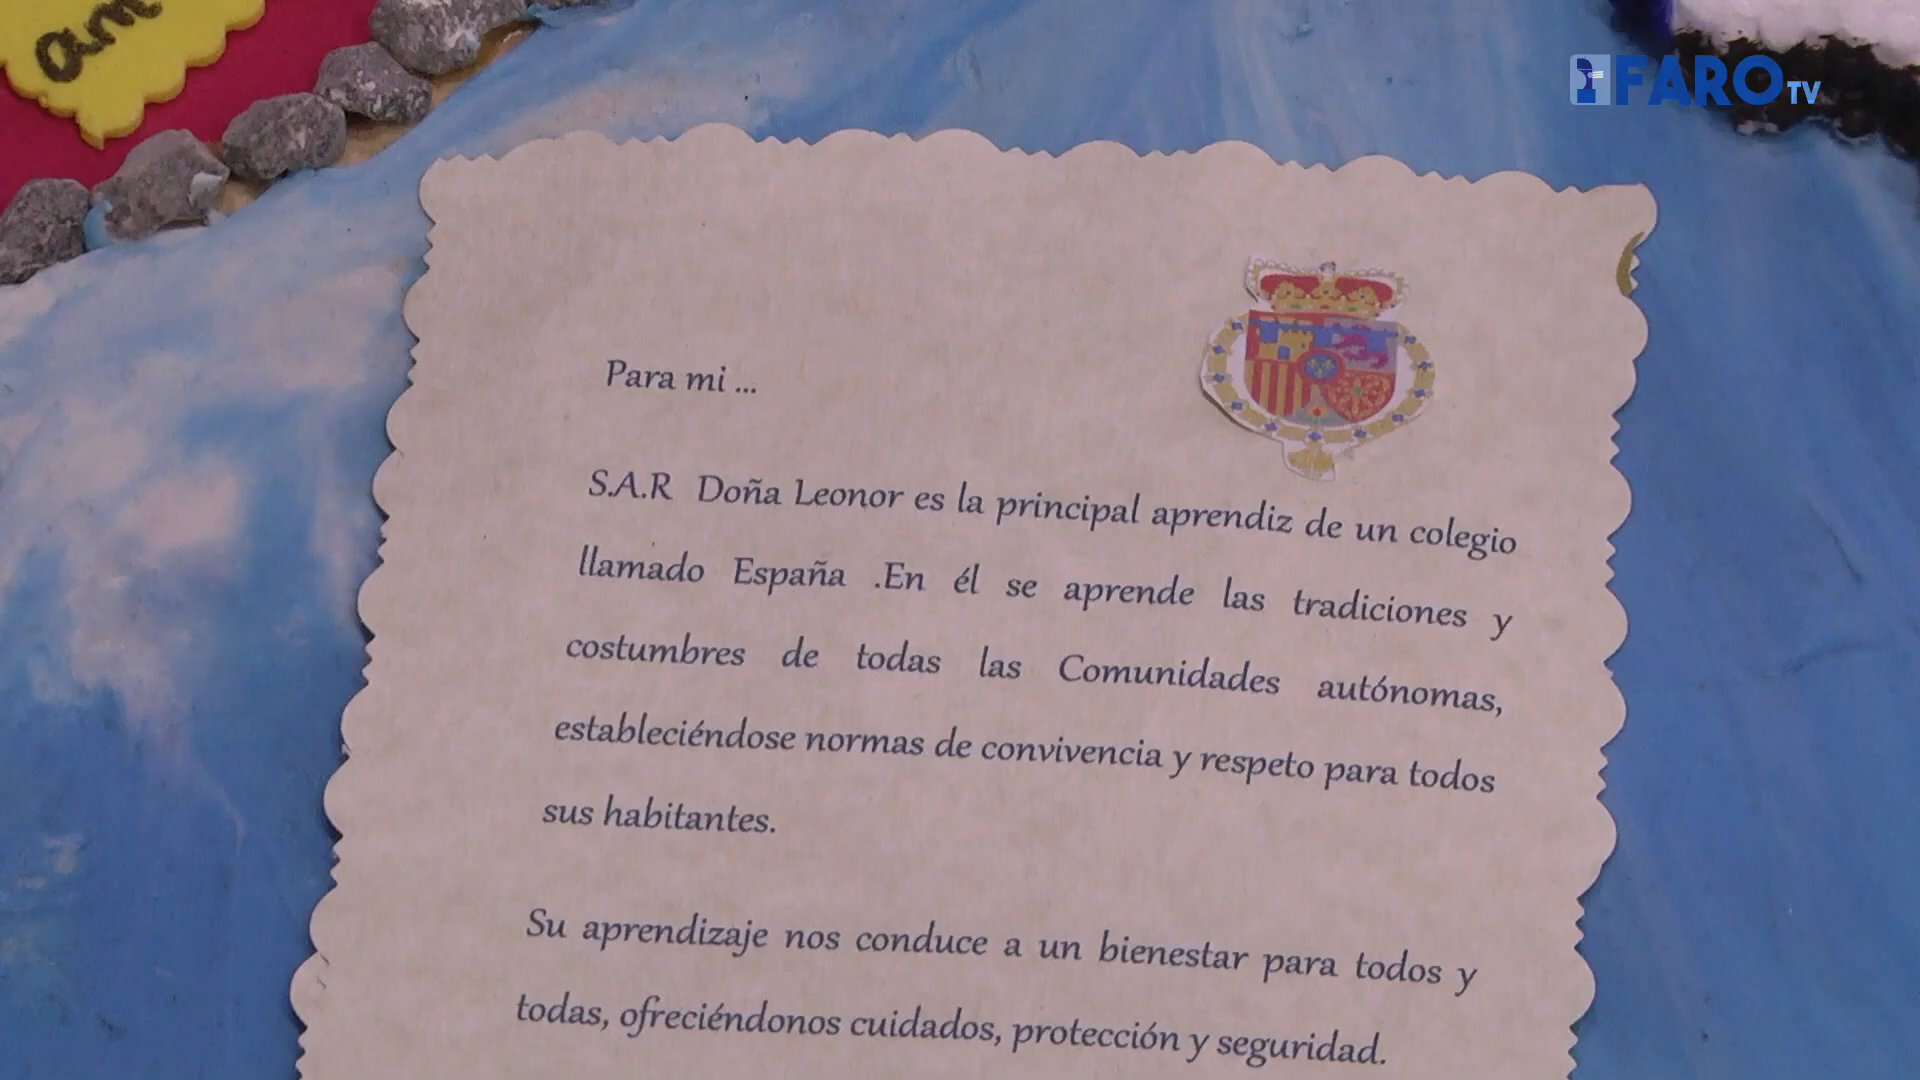 am
FARO TV
Para mi ...
S.A.R Doña Leonor es la principal aprendiz de un colegio
llamado España .En él se aprende las tradiciones y
costumbres de todas las Comunidades autónomas,
estableciéndose normas de convivencia y respeto para todos
sus habitantes.
Su aprendizaje nos conduce a un bienestar para todos y
todas, ofreciéndonos cuidados, protección y seguridad.